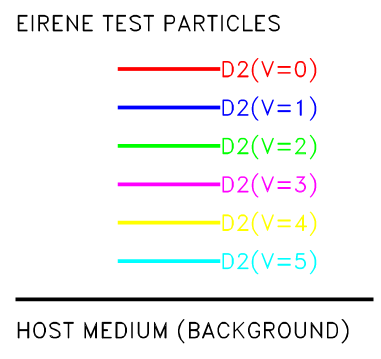 EIRENE TEST PARTICLES
D2(V=0)
D2(V=1)
D2(V=2)
D2(V=3)
D2(V=4)
D2(V=5)
HOST MEDIUM (BACKGROUND)